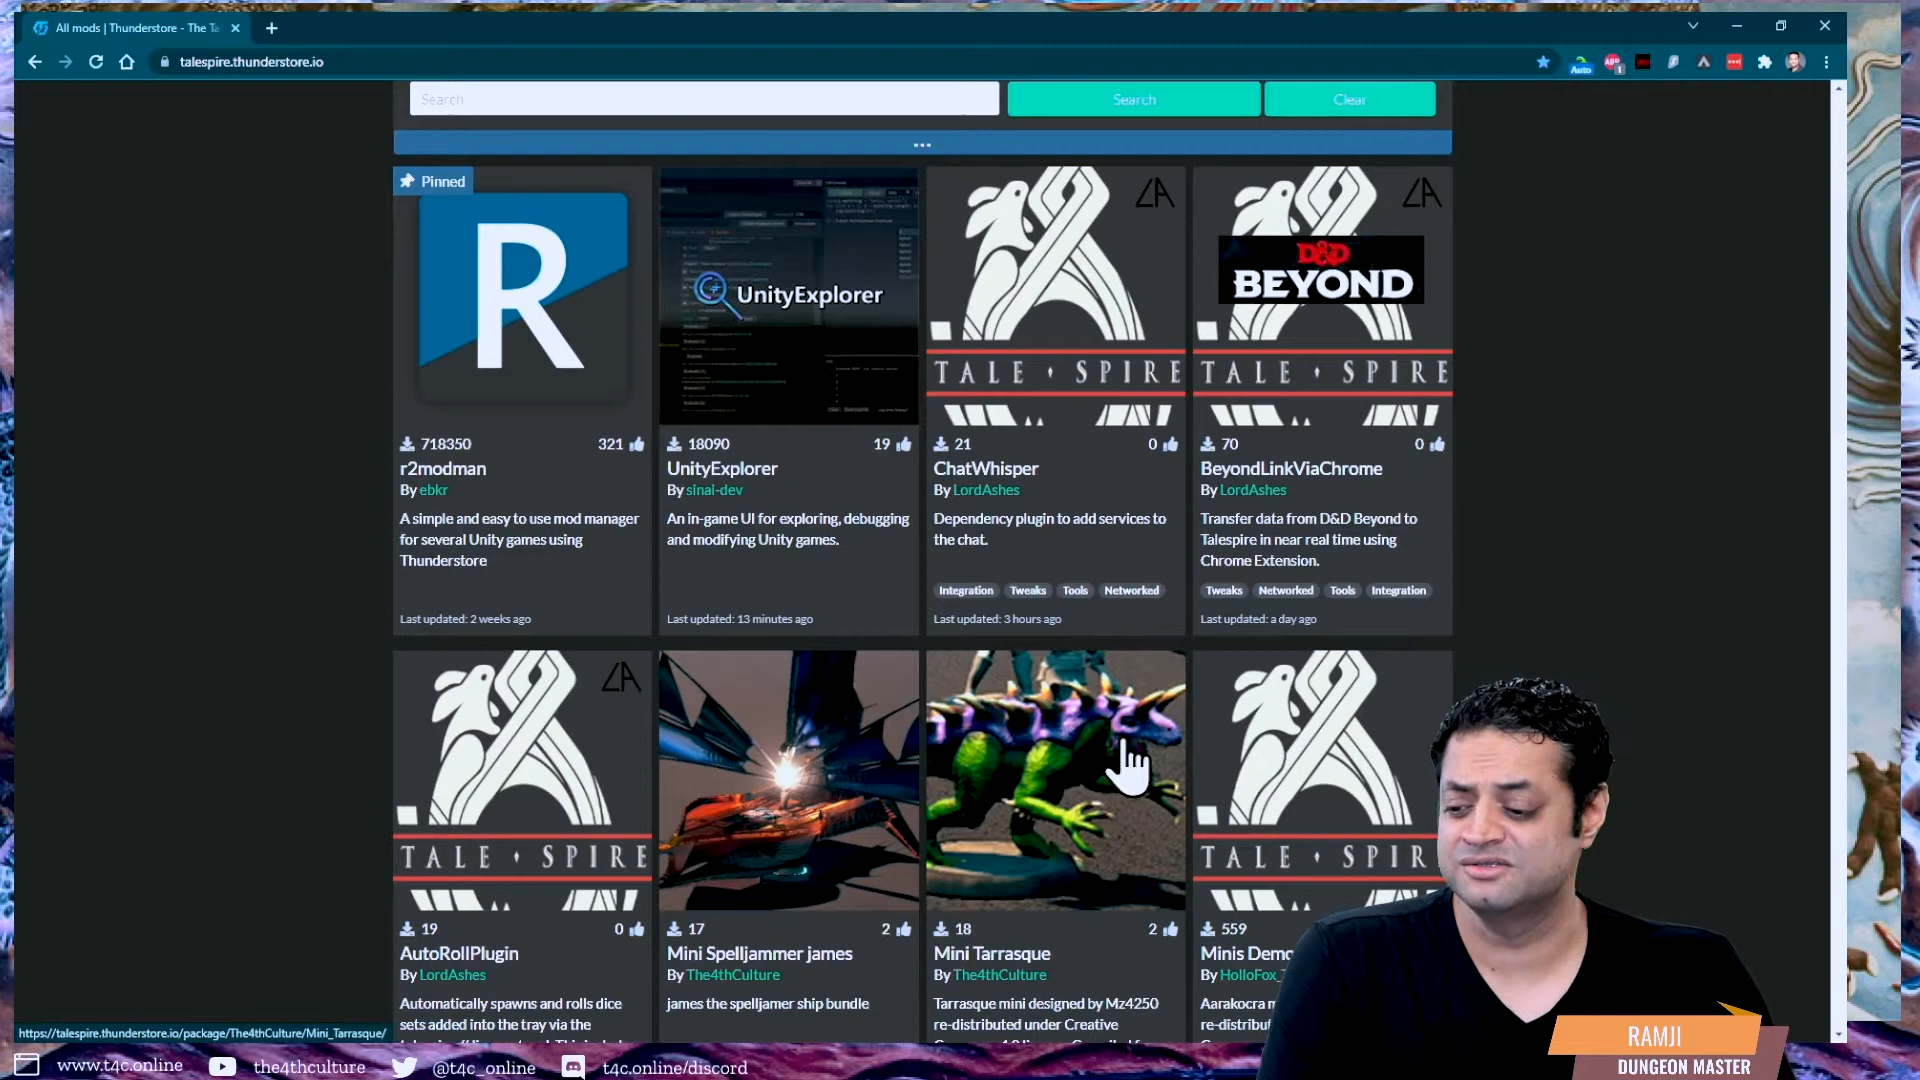 All mods | Thunderstore - The Ta
talespire.thunderstore.io
Search
Search
Clear
...
Pinned
UnityExplorer
D&D
BEYOND
TALE SPIRE
TALE SPIRE
718350 321
18090 19
21 0
70 0
r2modman
UnityExplorer
ChatWhisper
BeyondLinkViaChrome
By ebkr
By sinai-dev
By LordAshes
By LordAshes
A simple and easy to use mod manager
for several Unity games using
Thunderstore
An in-game UI for exploring, debugging
and modifying Unity games.
Dependency plugin to add services to
the chat.
Transfer data from D&D Beyond to
Talespire in near real time using
Chrome Extension.
Integration Tweaks Tools Networked
Tweaks Networked Tools Integration
Last updated: 2 weeks ago
Last updated: 13 minutes ago
Last updated: 3 hours ago
Last updated: a day ago
TALE SPIRE
TALE SPIR
19 0
17 2
18 2
559
AutoRollPlugin
Mini Spelljammer james
Mini Tarrasque
Minis Demo
By LordAshes
By The4thCulture
By The4thCulture
By HolloFox_
Automatically spawns and rolls dice
sets added into the tray via the
james the spelljamer ship bundle
Tarrasque mini designed by Mz4250
re-distributed under Creative
Aarakocra m
re-distribut
https://talespire.thunderstore.io/package/The4thCulture/Mini_Tarrasque/
RAMJI
DUNGEON MASTER
www.t4c.online
the4thculture
@t4c_online
t4c.online/discord